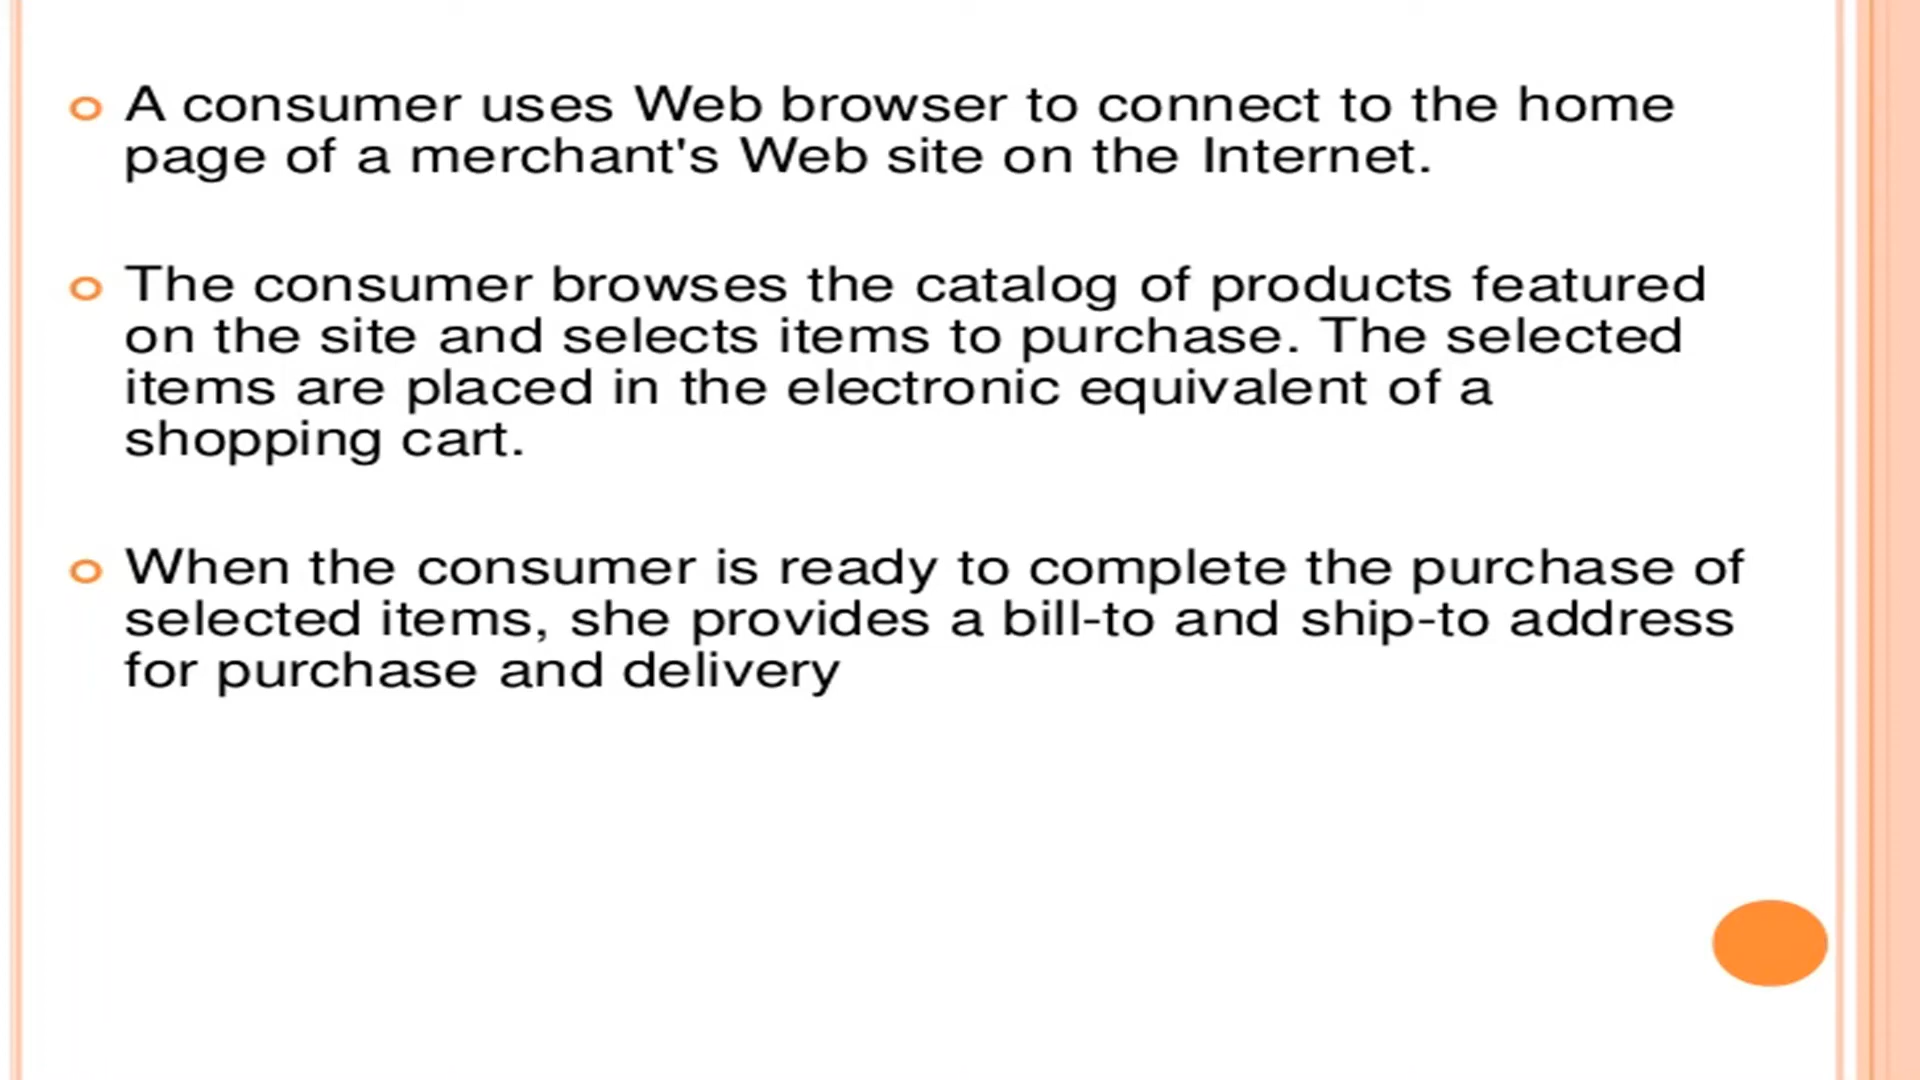 A consumer uses Web browser to connect to the home
page of a merchant's Web site on the Internet.
The consumer browses the catalog of products featured
on the site and selects items to purchase. The selected
items are placed in the electronic equivalent of a
shopping cart.
When the consumer is ready to complete the purchase of
selected items, she provides a bill-to and ship-to address
for purchase and delivery